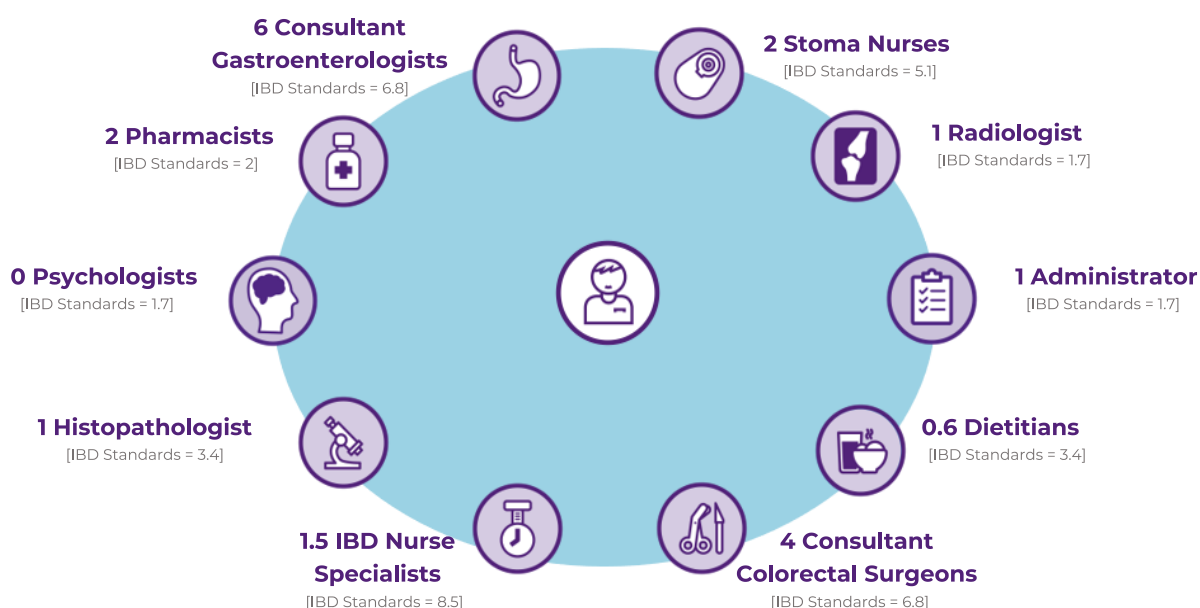 6 Consultant
Gastroenterologists
[IBD Standards = 6.8]
2 Stoma Nurses
[IBD Standards = 5.1]
2 Pharmacists
[IBD Standards = 2]
1 Radiologist
[IBD Standards = 1.7]
0 Psychologists
[IBD Standards = 1.7]
1 Administrator
[IBD Standards = 1.7]
1 Histopathologist
[IBD Standards = 3.4]
0.6 Dietitians
[IBD Standards = 3.4]
1.5 IBD Nurse
Specialists
[IBD Standards = 8.5]
4 Consultant
Colorectal Surgeons
[IBD Standards = 6.8]